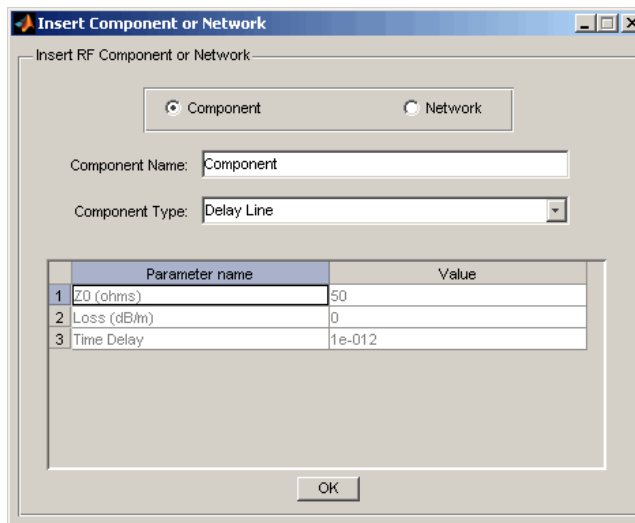 Insert Component or Network
Insert RF Component or Network
Component Network
Component Name: Component
Component Type: Delay Line
Parameter name Value
1 Z0 (ohms) 50
2 Loss (dB/m) 0
3 Time Delay 1e-012
OK